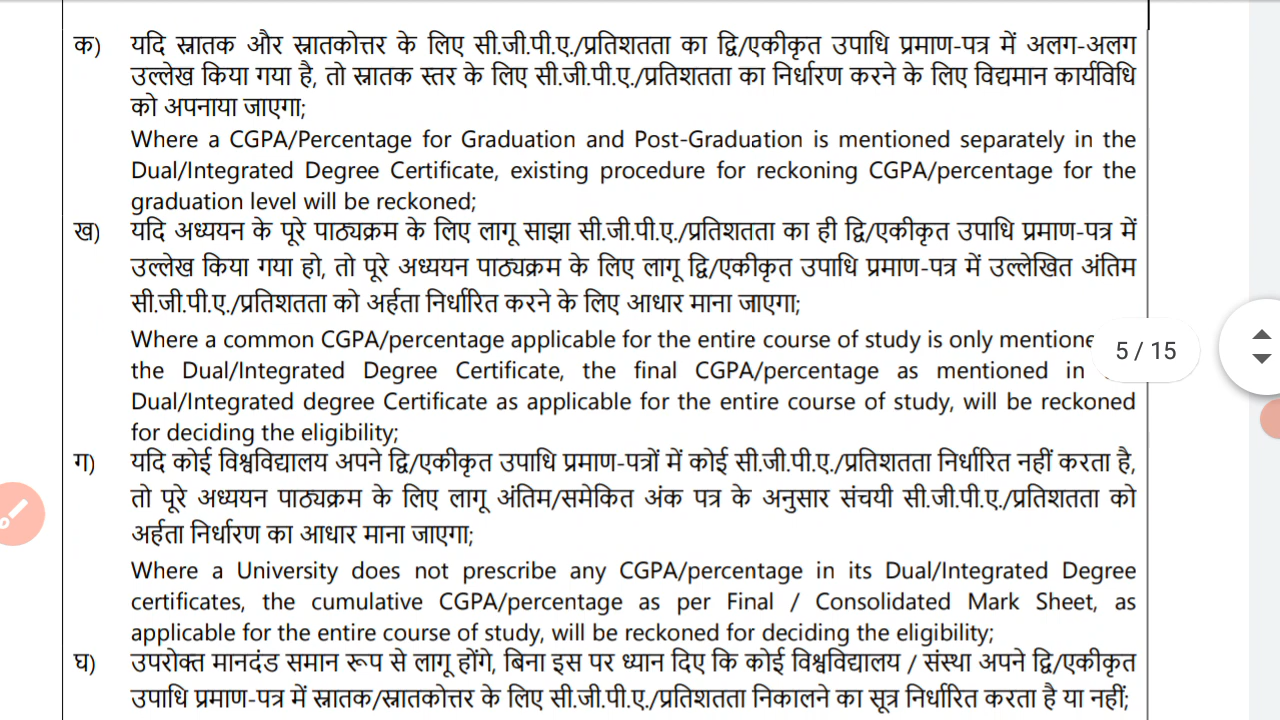 क) यदि स्नातक और स्नातकोत्तर के लिए सी.जी.पी.ए./प्रतिशतता का द्वि/एकीकृत उपाधि प्रमाण-पत्र में अलग-अलग
उल्लेख किया गया है, तो स्नातक स्तर के लिए सी.जी.पी.ए./प्रतिशतता का निर्धारण करने के लिए विद्यमान कार्यविधि
को अपनाया जाएगा;
Where a CGPA/Percentage for Graduation and Post-Graduation is mentioned separately in the
Dual/Integrated Degree Certificate, existing procedure for reckoning CGPA/percentage for the
graduation level will be reckoned;
ख) यदि अध्ययन के पूरे पाठ्यक्रम के लिए लागू साझा सी.जी.पी.ए./प्रतिशतता का ही द्वि/एकीकृत उपाधि प्रमाण-पत्र में
उल्लेख किया गया हो, तो पूरे अध्ययन पाठ्यक्रम के लिए लागू द्वि/एकीकृत उपाधि प्रमाण-पत्र में उल्लेखित अंतिम
सी.जी.पी.ए./प्रतिशतता को अर्हता निर्धारित करने के लिए आधार माना जाएगा;
Where a common CGPA/percentage applicable for the entire course of study is only mentione
5 / 15
the Dual/Integrated Degree Certificate, the final CGPA/percentage as mentioned in
Dual/Integrated degree Certificate as applicable for the entire course of study, will be reckoned
for deciding the eligibility;
ग) यदि कोई विश्वविद्यालय अपने द्वि/एकीकृत उपाधि प्रमाण-पत्रों में कोई सी.जी.पी.ए./प्रतिशतता निर्धारित नहीं करता है,
तो पूरे अध्ययन पाठ्यक्रम के लिए लागू अंतिम/समेकित अंक पत्र के अनुसार संचयी सी.जी.पी.ए./प्रतिशतता को
अर्हता निर्धारण का आधार माना जाएगा;
Where a University does not prescribe any CGPA/percentage in its Dual/Integrated Degree
certificates, the cumulative CGPA/percentage as per Final / Consolidated Mark Sheet, as
applicable for the entire course of study, will be reckoned for deciding the eligibility;
घ) उपरोक्त मानदंड समान रूप से लागू होंगे, बिना इस पर ध्यान दिए कि कोई विश्वविद्यालय / संस्था अपने द्वि/एकीकृत
उपाधि प्रमाण-पत्र में स्नातक/स्नातकोत्तर के लिए सी.जी.पी.ए./प्रतिशतता निकालने का सूत्र निर्धारित करता है या नहीं;